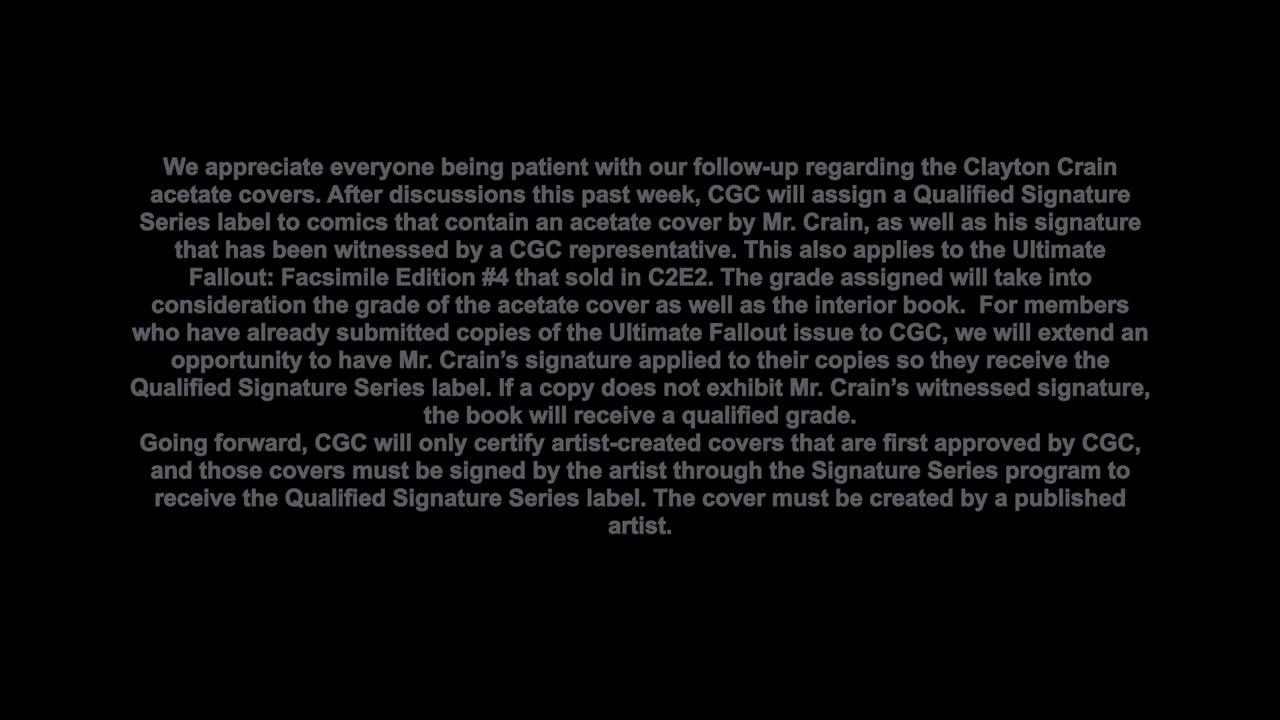 We appreciate everyone being patient with our follow-up regarding the Clayton Crain
acetate covers. After discussions this past week, CGC will assign a Qualified Signature
Series label to comics that contain an acetate cover by Mr. Crain, as well as his signature
that has been witnessed by a CGC representative. This also applies to the Ultimate
Fallout: Facsimile Edition #4 that sold in C2E2. The grade assigned will take into
consideration the grade of the acetate cover as well as the interior book.  For members
who have already submitted copies of the Ultimate Fallout issue to CGC, we will extend an
opportunity to have Mr. Crain’s signature applied to their copies so they receive the
Qualified Signature Series label. If a copy does not exhibit Mr. Crain’s witnessed signature,
the book will receive a qualified grade.
Going forward, CGC will only certify artist-created covers that are first approved by CGC,
and those covers must be signed by the artist through the Signature Series program to
receive the Qualified Signature Series label. The cover must be created by a published
artist.